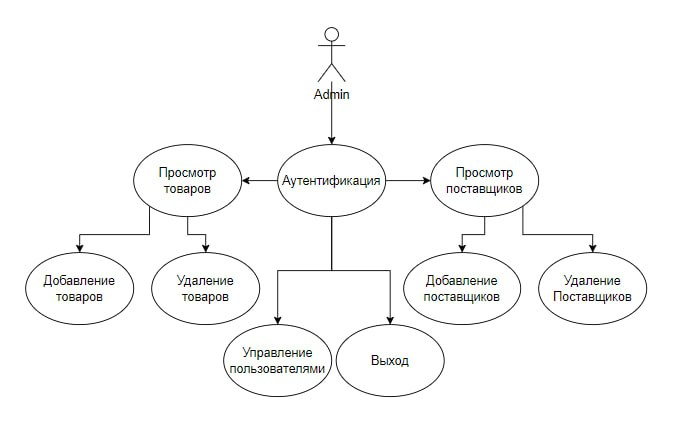 Admin
Просмотр
товаров
Аутентификация
Просмотр
поставщиков
Добавление
товаров
Удаление
товаров
Добавление
поставщиков
Удаление
Поставщиков
Управление
пользователями
Выход